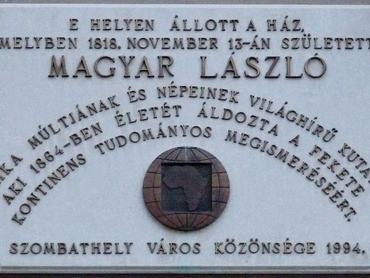 E HELYEN ÁLLOTT A HÁZ,
MELYBEN 1818. NOVEMBER 13-ÁN SZÜLETETT
MAGYAR LÁSZLÓ
MÚLTJÁNAK ÉS NÉPEINEK VILÁGHÍRŰ
AKI 1864-BEN ÉLETÉT ÁLDOZTA A FEKETE
KONTINENS TUDOMÁNYOS MEGISMERÉSÉÉRT.
SZOMBATHELY VÁROS KÖZÖNSÉGE 1994.